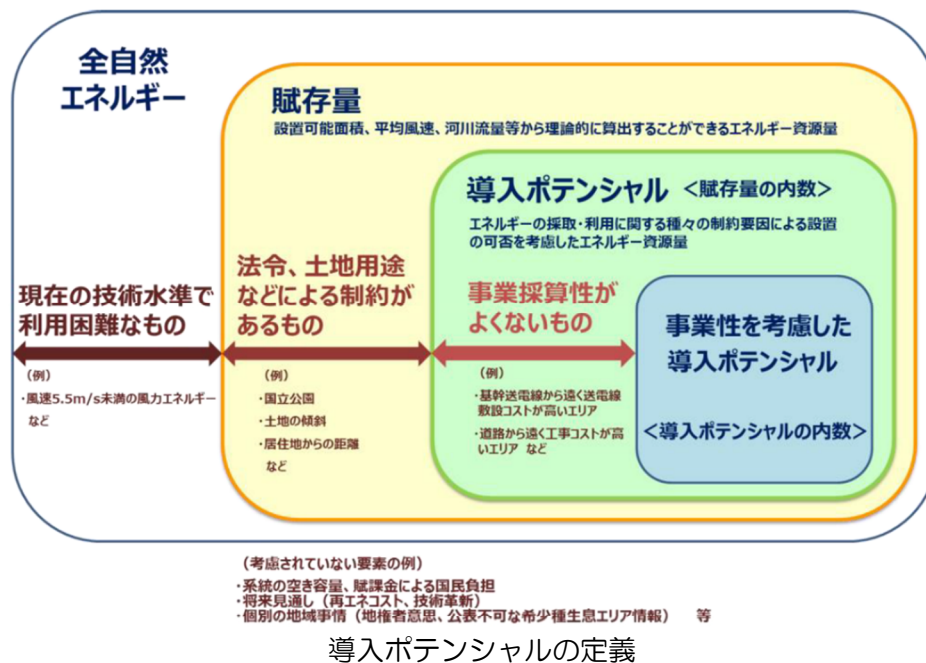 全自然
エネルギー
賦存量
設置可能面積、平均風速、河川流量等から理論的に算出することができるエネルギー資源量
導入ポテンシャル <賦存量の内数>
エネルギーの採取・利用に関する種々の制約要因による設置
の可否を考慮したエネルギー資源量
現在の技術水準で
利用困難なもの
(例)
・風速5.5m/s未満の風力エネルギー
など
法令、土地用途
などによる制約が
あるもの
(例)
・国立公園
・土地の傾斜
・居住地からの距離
など
事業採算性が
よくないもの
(例)
・基幹送電線から遠く送電線
敷設コストが高いエリア
・道路から遠く工事コストが高
いエリア など
事業性を考慮した
導入ポテンシャル
<導入ポテンシャルの内数>
(考慮されていない要素の例)
・系統の空き容量、賦課金による国民負担
・将来見通し(再エネコスト、技術革新)
・個別の地域事情(地権者意思、公表不可な希少種生息エリア情報) 等
導入ポテンシャルの定義